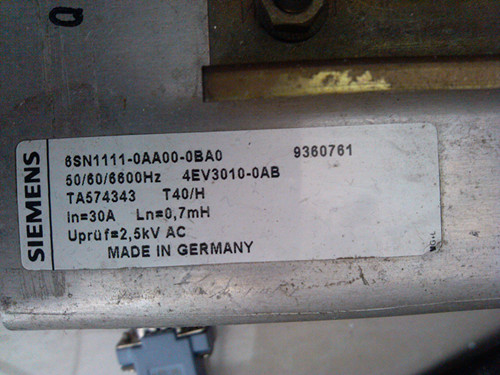 Q
SIEMENS
6SN1111-0AA00-0BA0 9360761
50/60/6600Hz 4EV3010-0AB
TA574343 T40/H
In=30A Ln=0,7mH
Uprüf=2,5kV AC
MADE IN GERMANY